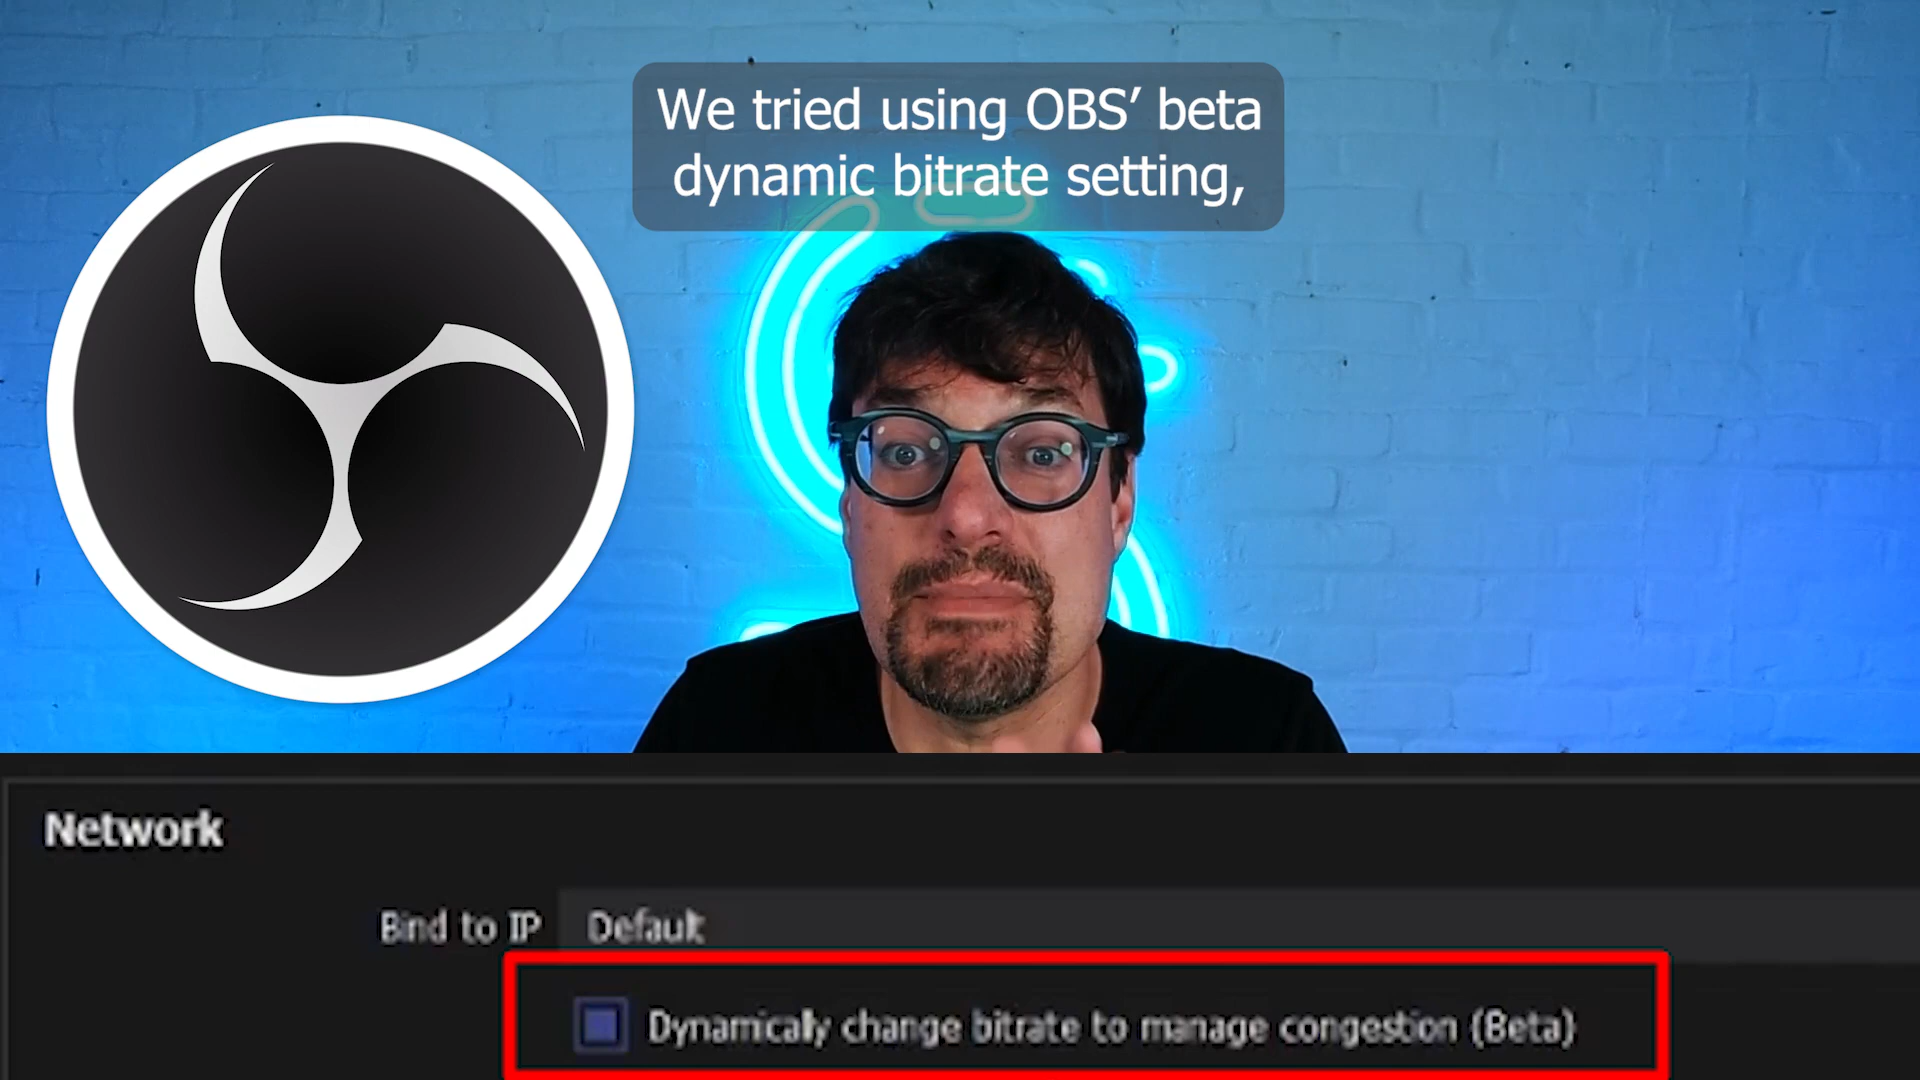 We tried using OBS’ beta
dynamic bitrate setting,
Network
Bind to IP Default
Dynamically change bitrate to manage congestion (Beta)